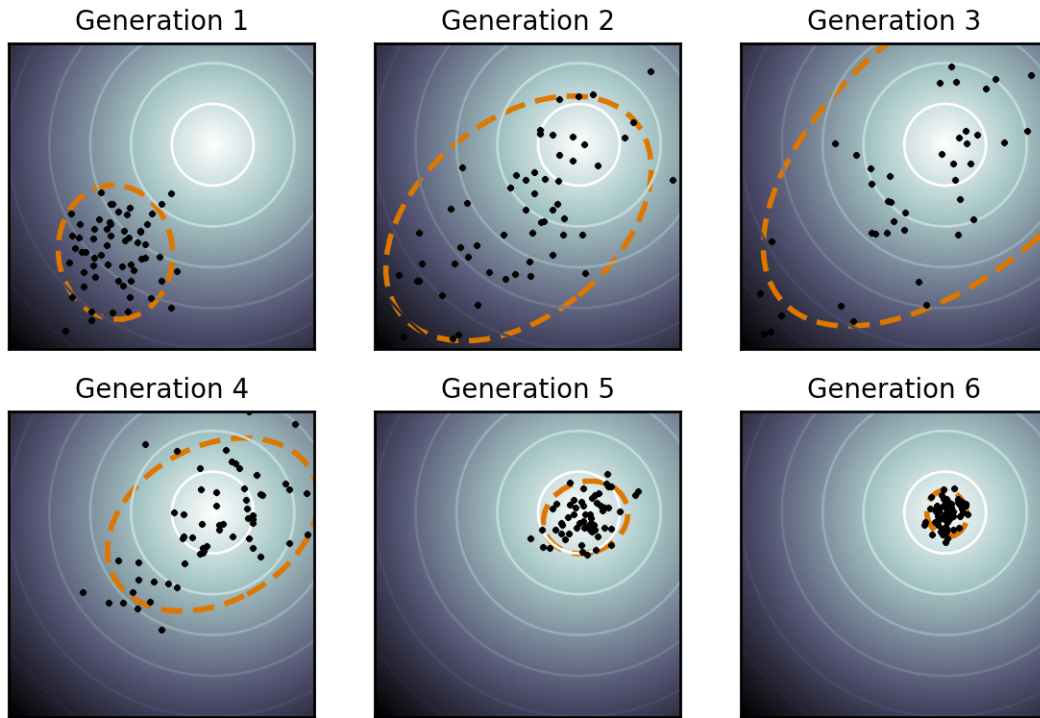 Generation 1
Generation 2
Generation 3
Generation 4
Generation 5
Generation 6